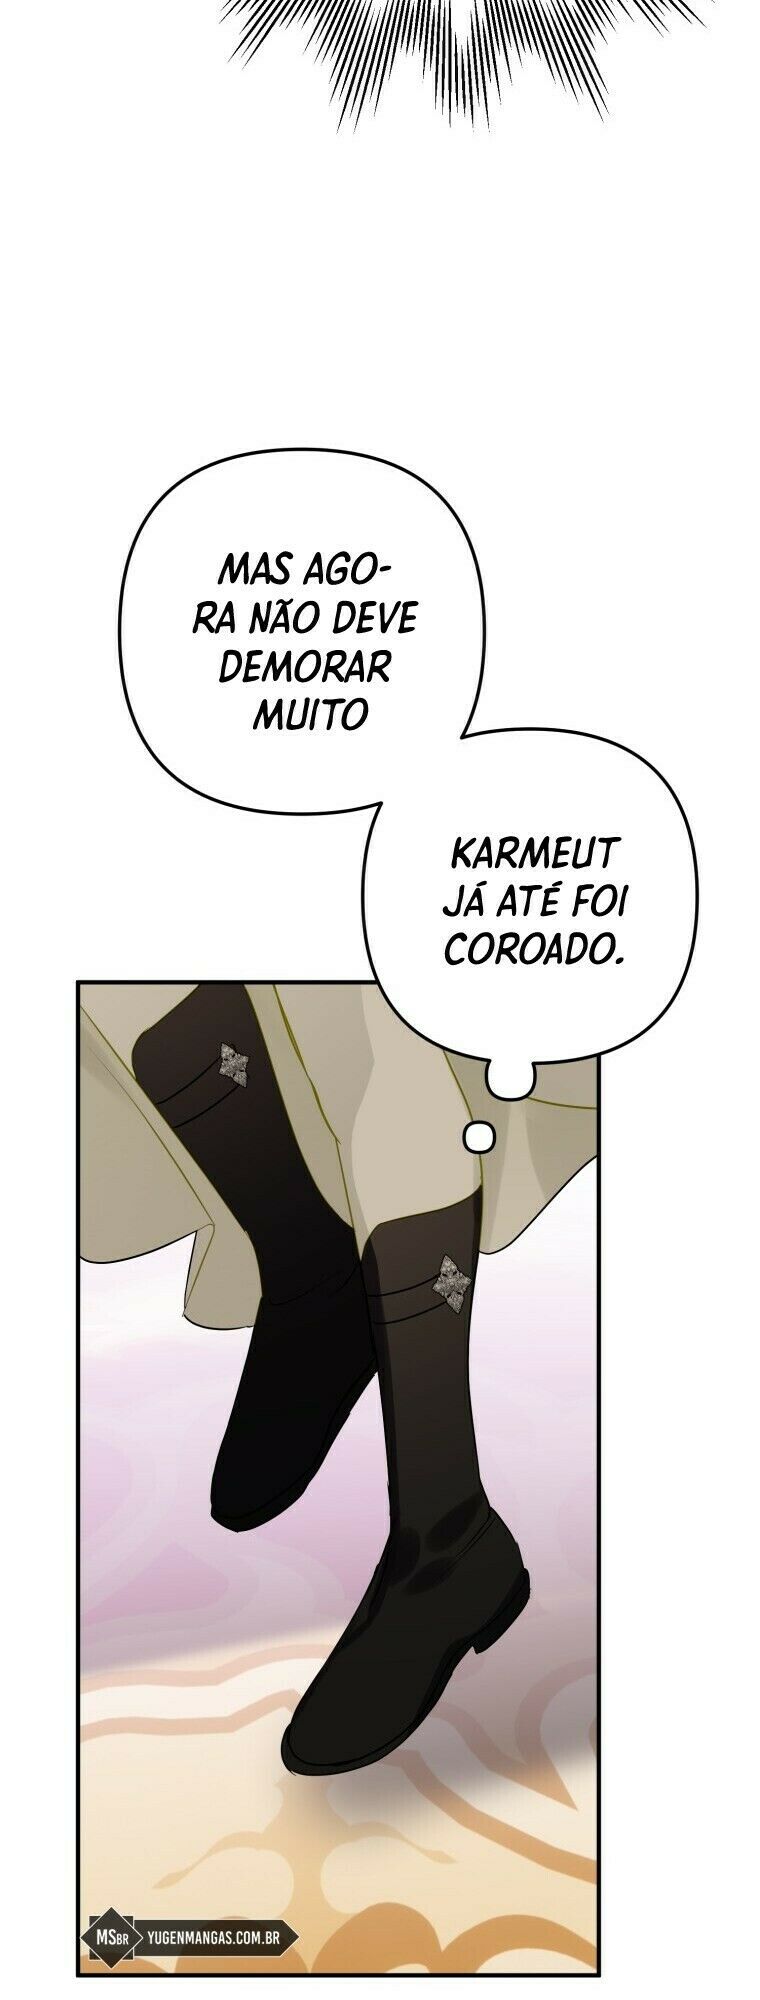 MAS AGO-
RA NÃO DEVE
DEMORAR
MUITO
KARMEUT
JÁ ATÉ FOI
COROADO.
MSBR YUGENMANGAS.COM.BR